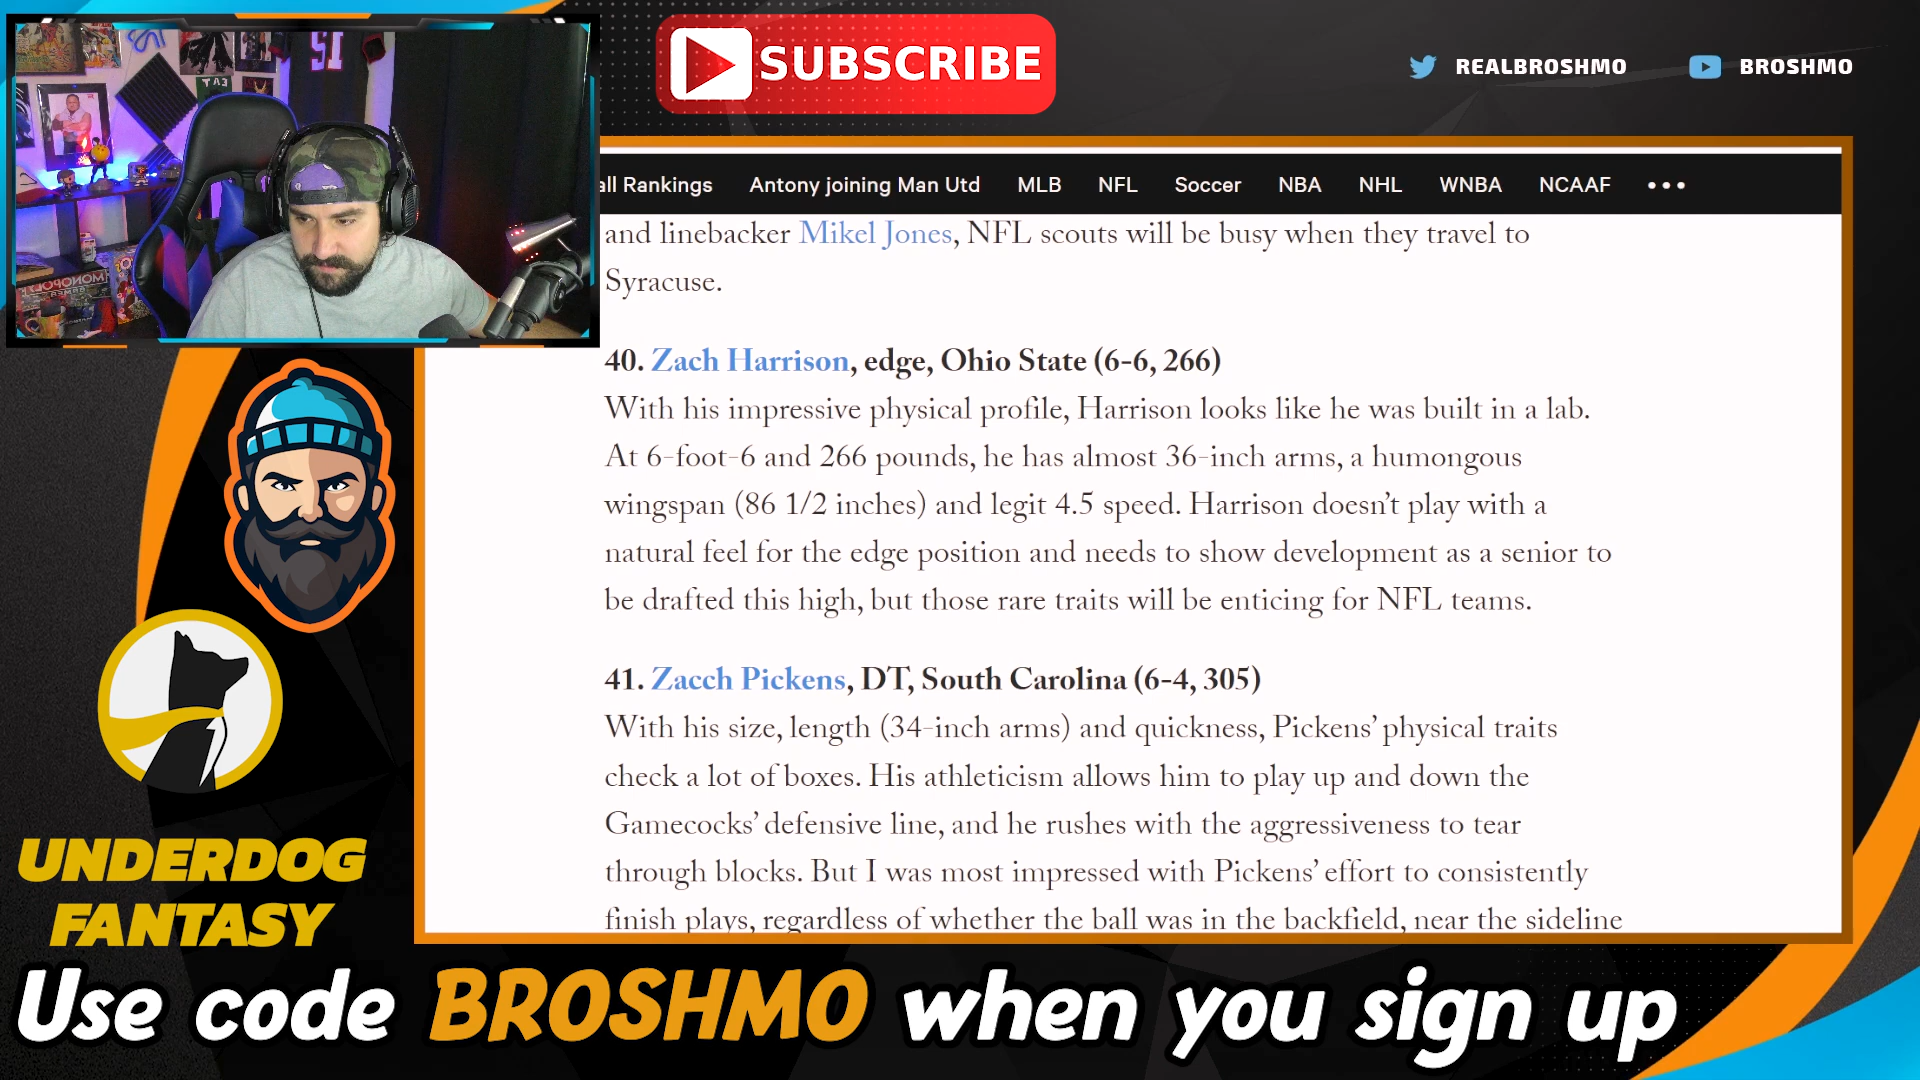 SUBSCRIBE
REALBROSHMO
BROSHMO
all Rankings Antony joining Man Utd MLB NFL Soccer NBA NHL WNBA NCAAF
and linebacker Mikel Jones, NFL scouts will be busy when they travel to
Syracuse.
40. Zach Harrison, edge, Ohio State (6-6, 266)
With his impressive physical profile, Harrison looks like he was built in a lab.
At 6-foot-6 and 266 pounds, he has almost 36-inch arms, a humongous
wingspan (86 1/2 inches) and legit 4.5 speed. Harrison doesn't play with a
natural feel for the edge position and needs to show development as a senior to
be drafted this high, but those rare traits will be enticing for NFL teams.
41. Zacch Pickens, DT, South Carolina (6-4, 305)
With his size, length (34-inch arms) and quickness, Pickens' physical traits
check a lot of boxes. His athleticism allows him to play up and down the
Gamecocks' defensive line, and he rushes with the aggressiveness to tear
through blocks. But I was most impressed with Pickens' effort to consistently
finish plays, regardless of whether the ball was in the backfield, near the sideline
UNDERDOG
FANTASY
Use code BROSHMO when you sign up